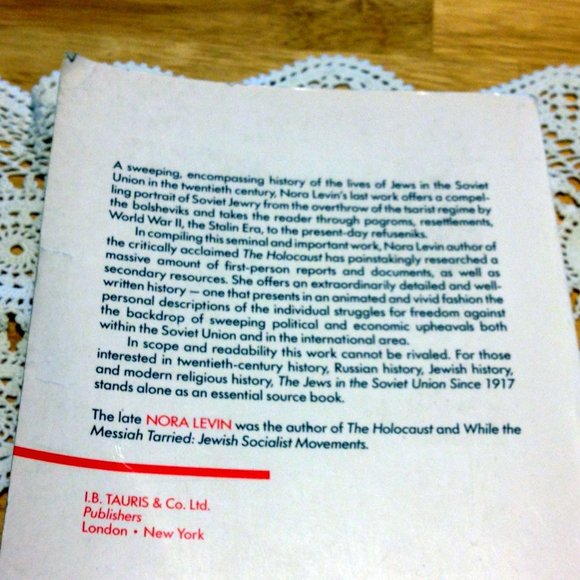 A sweeping, encompassing history of the lives of Jews in the Soviet
Union in the twentieth century, Nora Levin's last work offers a compel-
ling portrait of Soviet Jewry from the overthrow of the tsarist regime by
the bolsheviks and takes the reader through pogroms, resettlements,
World War II, the Stalin Era, to the present-day refuseniks.
In compiling this seminal and important work, Nora Levin author of
the critically acclaimed The Holocaust has painstakingly researched a
massive amount of first-person reports and documents, as well as
secondary resources. She offers an extraordinarily detailed and well-
written history — one that presents in an animated and vivid fashion the
personal descriptions of the individual struggles for freedom against
the backdrop of sweeping political and economic upheavals both
within the Soviet Union and in the international area.
In scope and readability this work cannot be rivaled. For those
interested in twentieth-century history, Russian history, Jewish history,
and modern religious history, The Jews in the Soviet Union Since 1917
stands alone as an essential source book.
The late NORA LEVIN was the author of The Holocaust and While the
Messiah Tarried: Jewish Socialist Movements.
I.B. TAURIS & Co. Ltd.
Publishers
London • New York